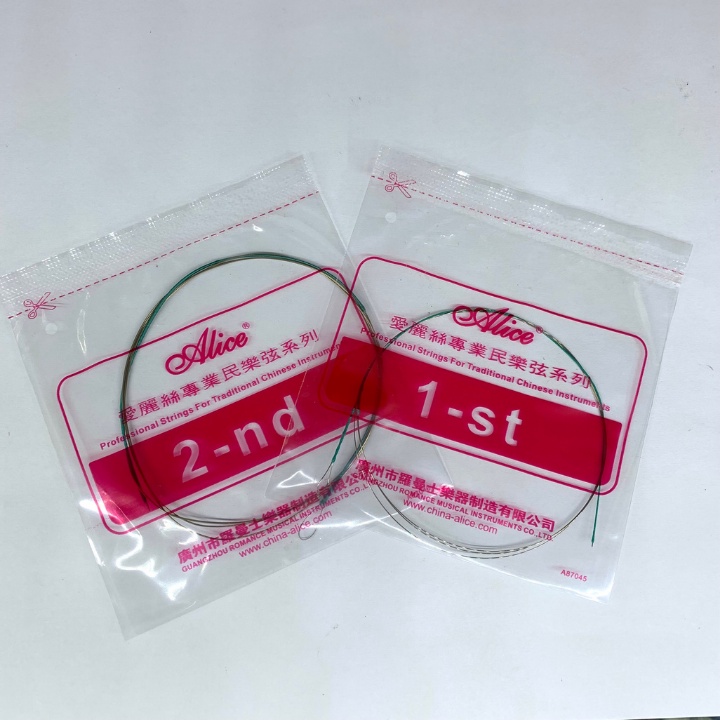 Alice®
愛麗絲專業民樂弦系列
Professional Strings For Traditional Chinese Instruments
2-nd
廣州市羅曼士樂器制造有限公
GUANGZHOU ROMANCE MUSICAL INSTRUMENTS CO.,L
www.china-alice.com
Alice®
愛麗絲專業民樂弦系列
Professional Strings For Traditional Chinese Instruments
1-st
廣州市羅曼士樂器制造有限公司
GUANGZHOU ROMANCE MUSICAL INSTRUMENTS CO.,LTD.
www.china-alice.com
A87045